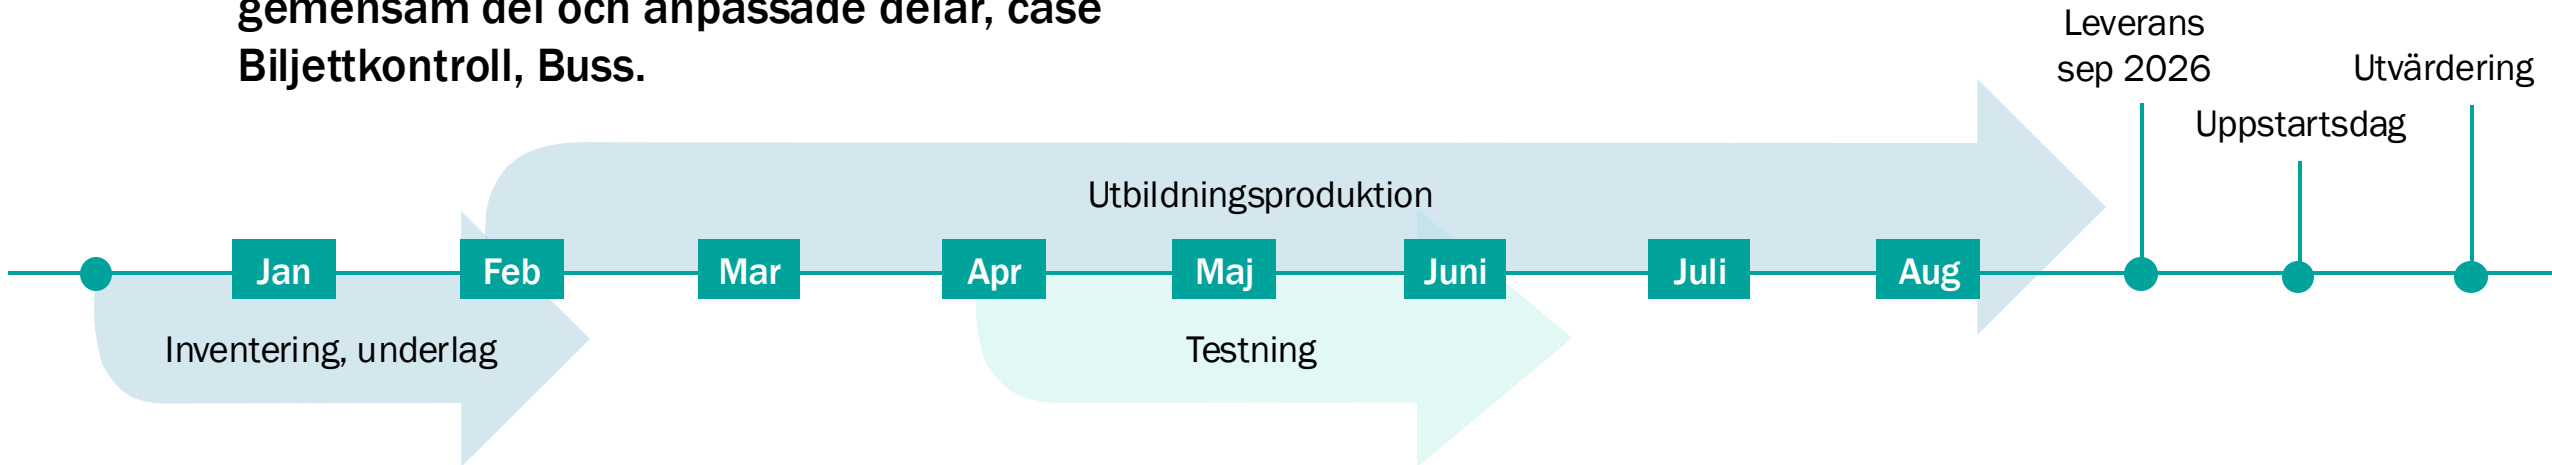 gemensam del och anpassade delar, case
Biljettkontroll, Buss.
Leverans
sep 2026
Utvärdering
Uppstartsdag
Utbildningsproduktion
Jan
Feb
Mar
Apr
Maj
Juni
Juli
Aug
Inventering, underlag
Testning